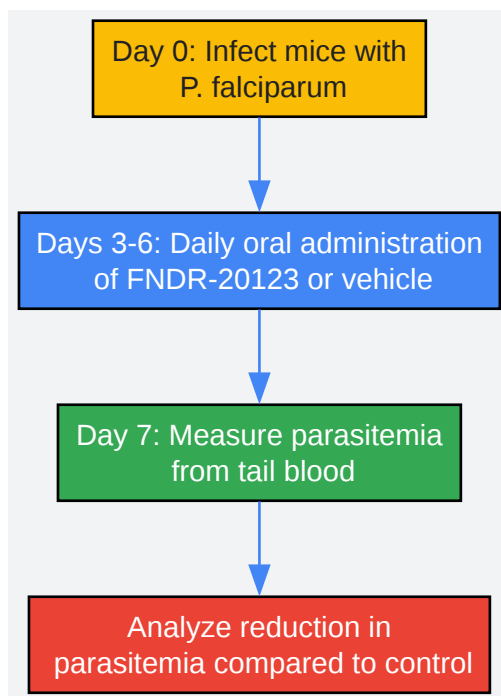 Day 0: Infect mice with
P. falciparum
Days 3-6: Daily oral administration
of FNDR-20123 or vehicle
Day 7: Measure parasitemia
from tail blood
Analyze reduction in
parasitemia compared to control